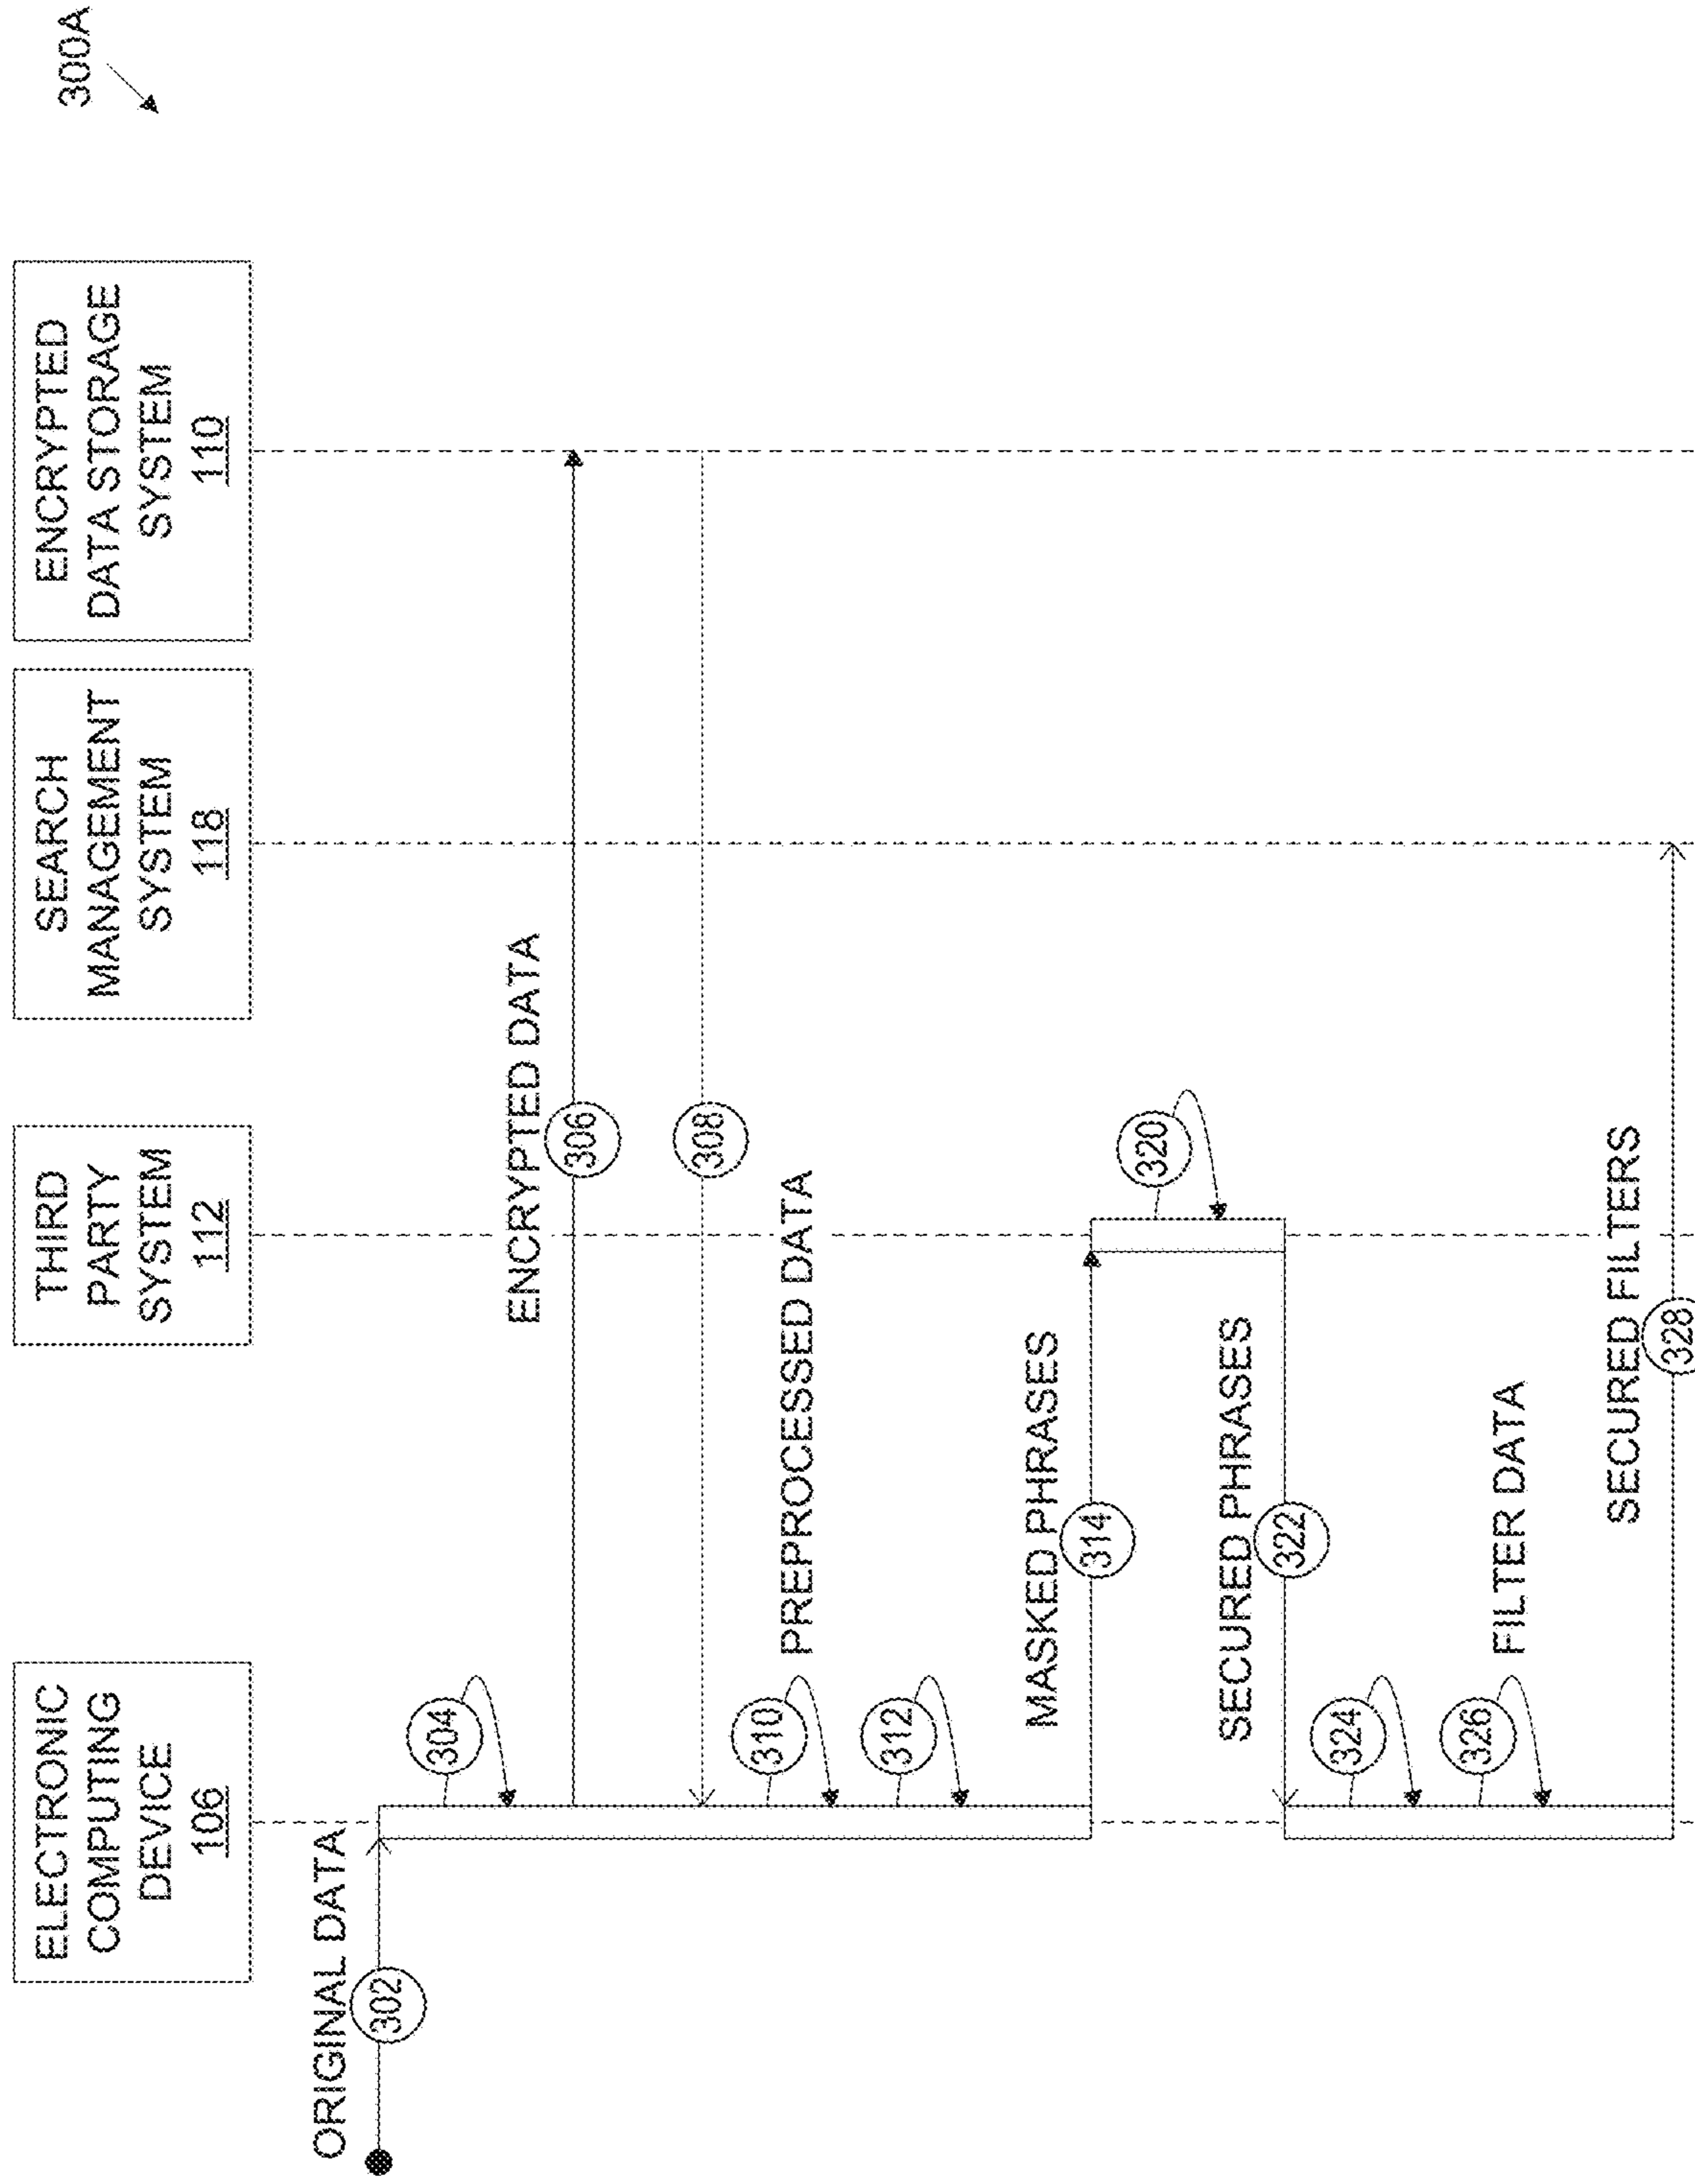 300A
ELECTRONIC
COMPUTING
DEVICE
106
THIRD
PARTY
SYSTEM
112
SEARCH
MANAGEMENT
SYSTEM
118
ENCRYPTED
DATA STORAGE
SYSTEM
110
ORIGINAL DATA
302
304
ENCRYPTED DATA
306
308
PREPROCESSED DATA
310
312
MASKED PHRASES
314
320
SECURED PHRASES
322
324
FILTER DATA
326
SECURED FILTERS
328